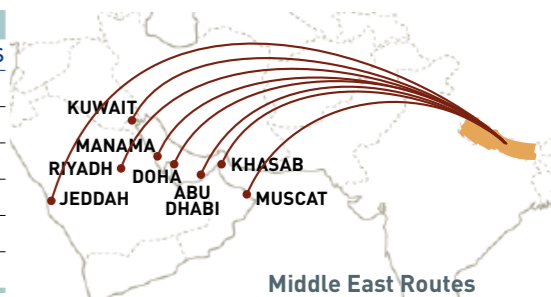 S
KUWAIT
MANAMA
RIYADH
DOHA
KHASAB
ABU
DHABI
JEDDAH
MUSCAT
Middle East Routes